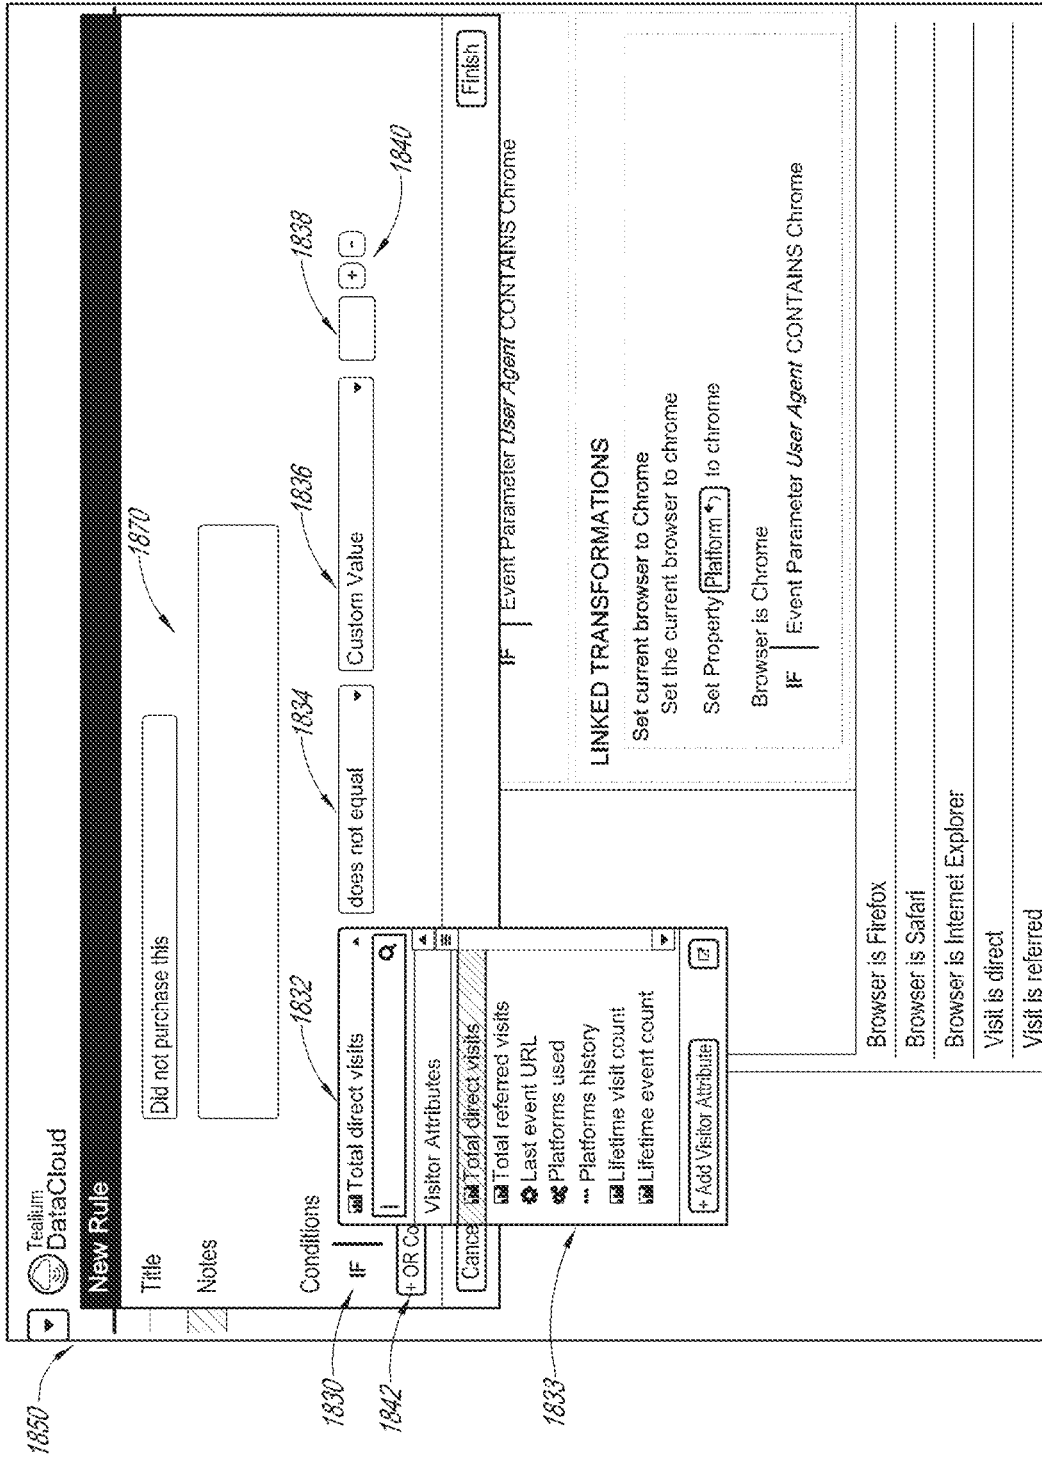 1850
Tealium
DataCloud
New Rule
Title
Did not purchase this
1870
Notes
Conditions
1830
IF
1832
Total direct visits
1834
does not equal
1836
Custom Value
1838
+
-
1840
1842
+ OR Co
Visitor Attributes
Cance
Total direct visits
Finish
Total referred visits
Last event URL
Platforms used
Platforms history
1833
Lifetime visit count
Lifetime event count
+ Add Visitor Attribute
IF
Event Parameter User Agent CONTAINS Chrome
LINKED TRANSFORMATIONS
Set current browser to Chrome
Set the current browser to chrome
Set Property Platform to chrome
Browser is Chrome
IF
Event Parameter User Agent CONTAINS Chrome
Browser is Firefox
Browser is Safari
Browser is Internet Explorer
Visit is direct
Visit is referred